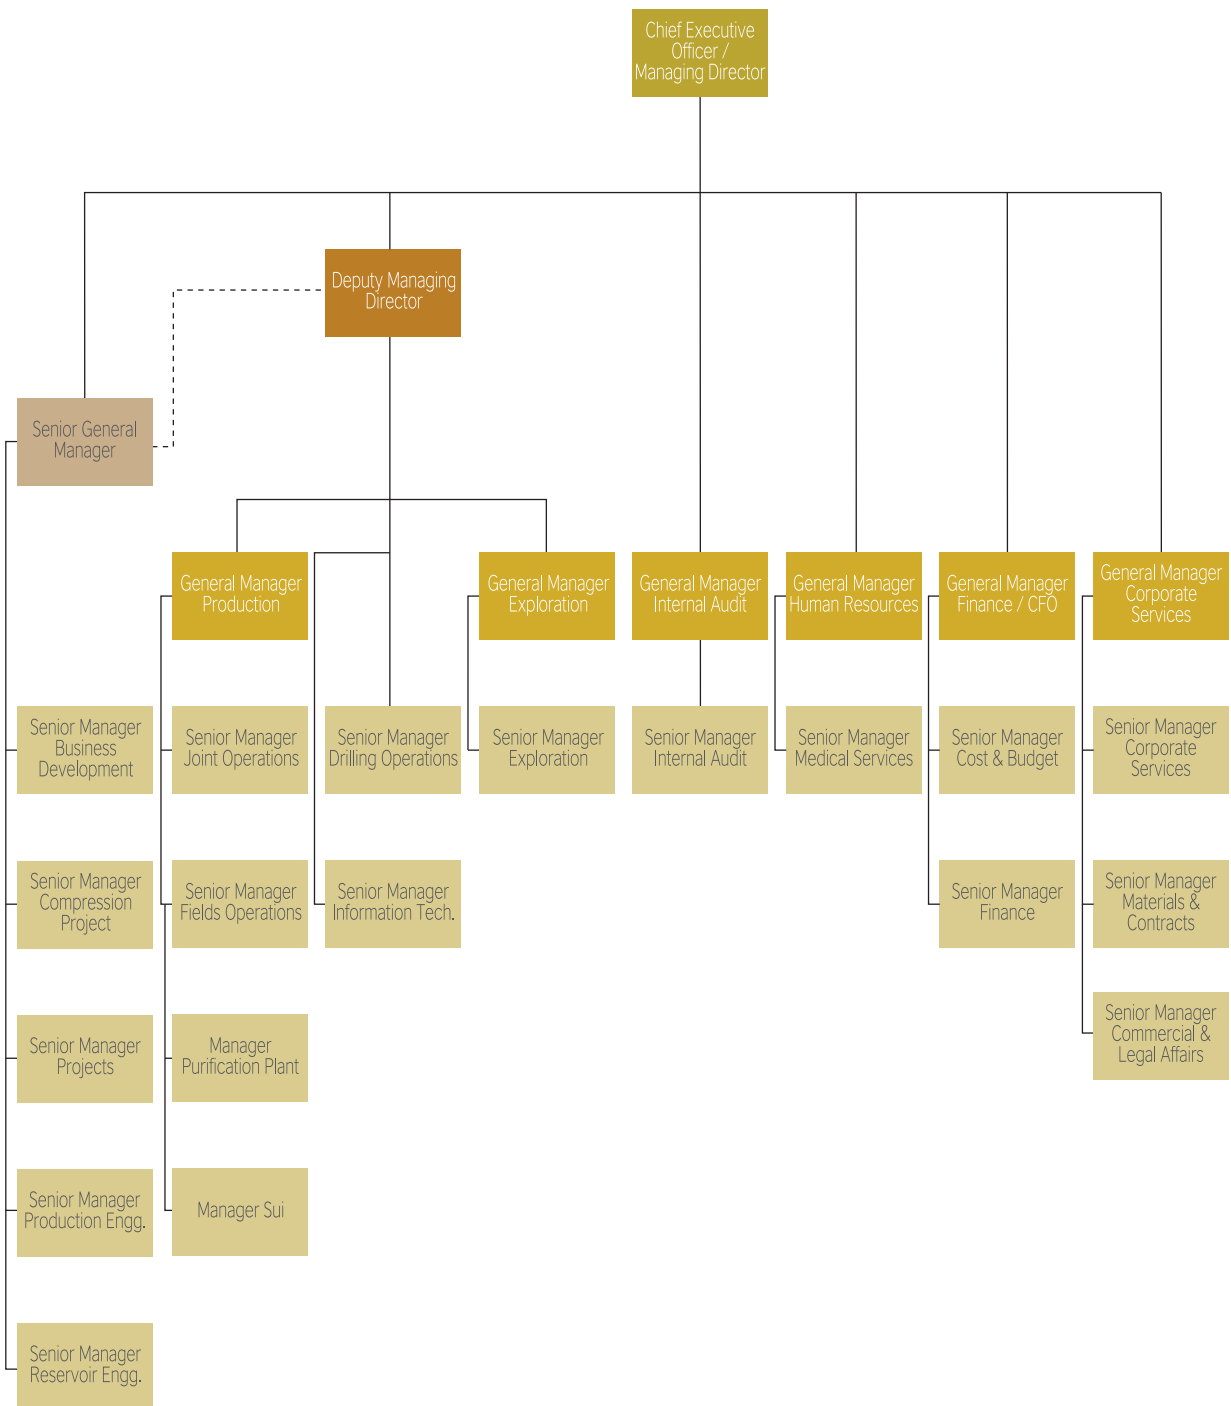 Chief Executive
Officer /
Managing Director
Deputy Managing
Director
Senior General
Manager
General Manager
Production
General Manager
Exploration
General Manager
Internal Audit
General Manager
Human Resources
General Manager
Finance / CFO
General Manager
Corporate
Services
Senior Manager
Business
Development
Senior Manager
Joint Operations
Senior Manager
Drilling Operations
Senior Manager
Exploration
Senior Manager
Internal Audit
Senior Manager
Medical Services
Senior Manager
Cost & Budget
Senior Manager
Corporate
Services
Senior Manager
Compression
Project
Senior Manager
Fields Operations
Senior Manager
Information Tech.
Senior Manager
Finance
Senior Manager
Materials &
Contracts
Senior Manager
Projects
Manager
Purification Plant
Senior Manager
Commercial &
Legal Affairs
Senior Manager
Production Engg.
Manager Sui
Senior Manager
Reservoir Engg.